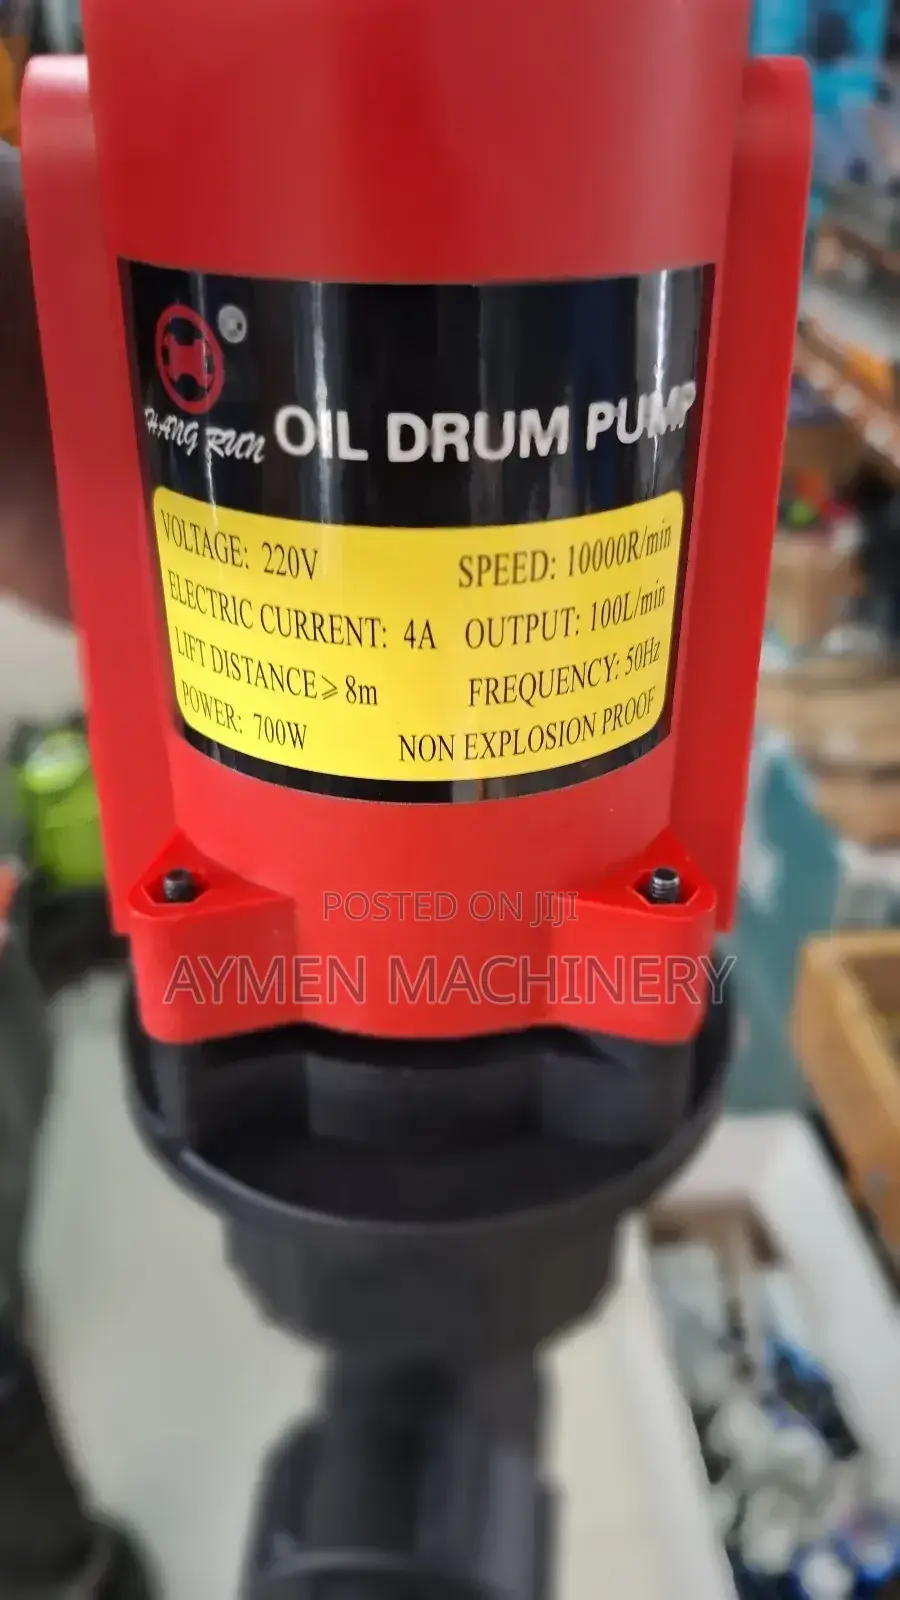 HANG RUN
OIL DRUM PUMP
VOLTAGE: 220V
SPEED: 10000R/min
ELECTRIC CURRENT: 4A
OUTPUT: 100L/min
LIFT DISTANCE⩾8m
FREQUENCY: 50Hz
POWER: 700W
NON EXPLOSION PROOF
POSTED ON JIJI
AYMEN MACHINERY